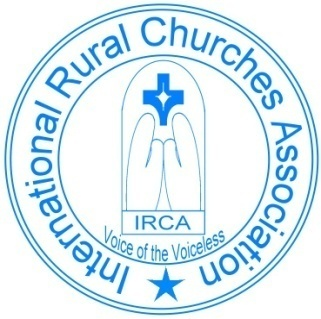 International Rural Churches Association
IRCA
Voice of the Voiceless